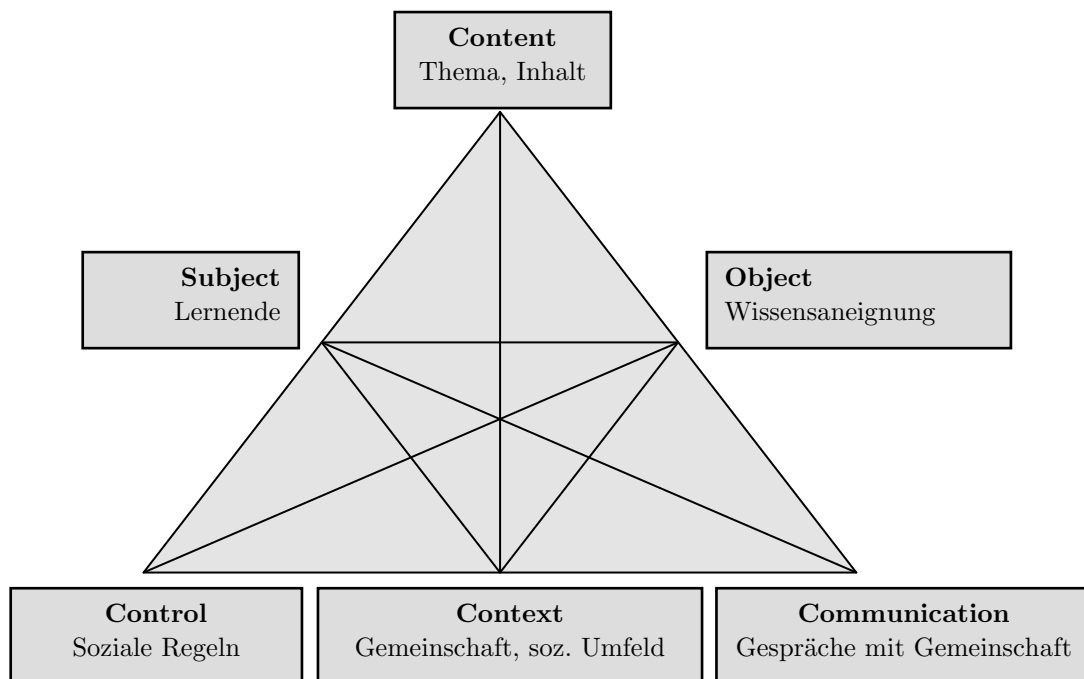 Content
Thema, Inhalt
Subject
Lernende
Object
Wissensaneignung
Control
Soziale Regeln
Context
Gemeinschaft, soz. Umfeld
Communication
Gespräche mit Gemeinschaft